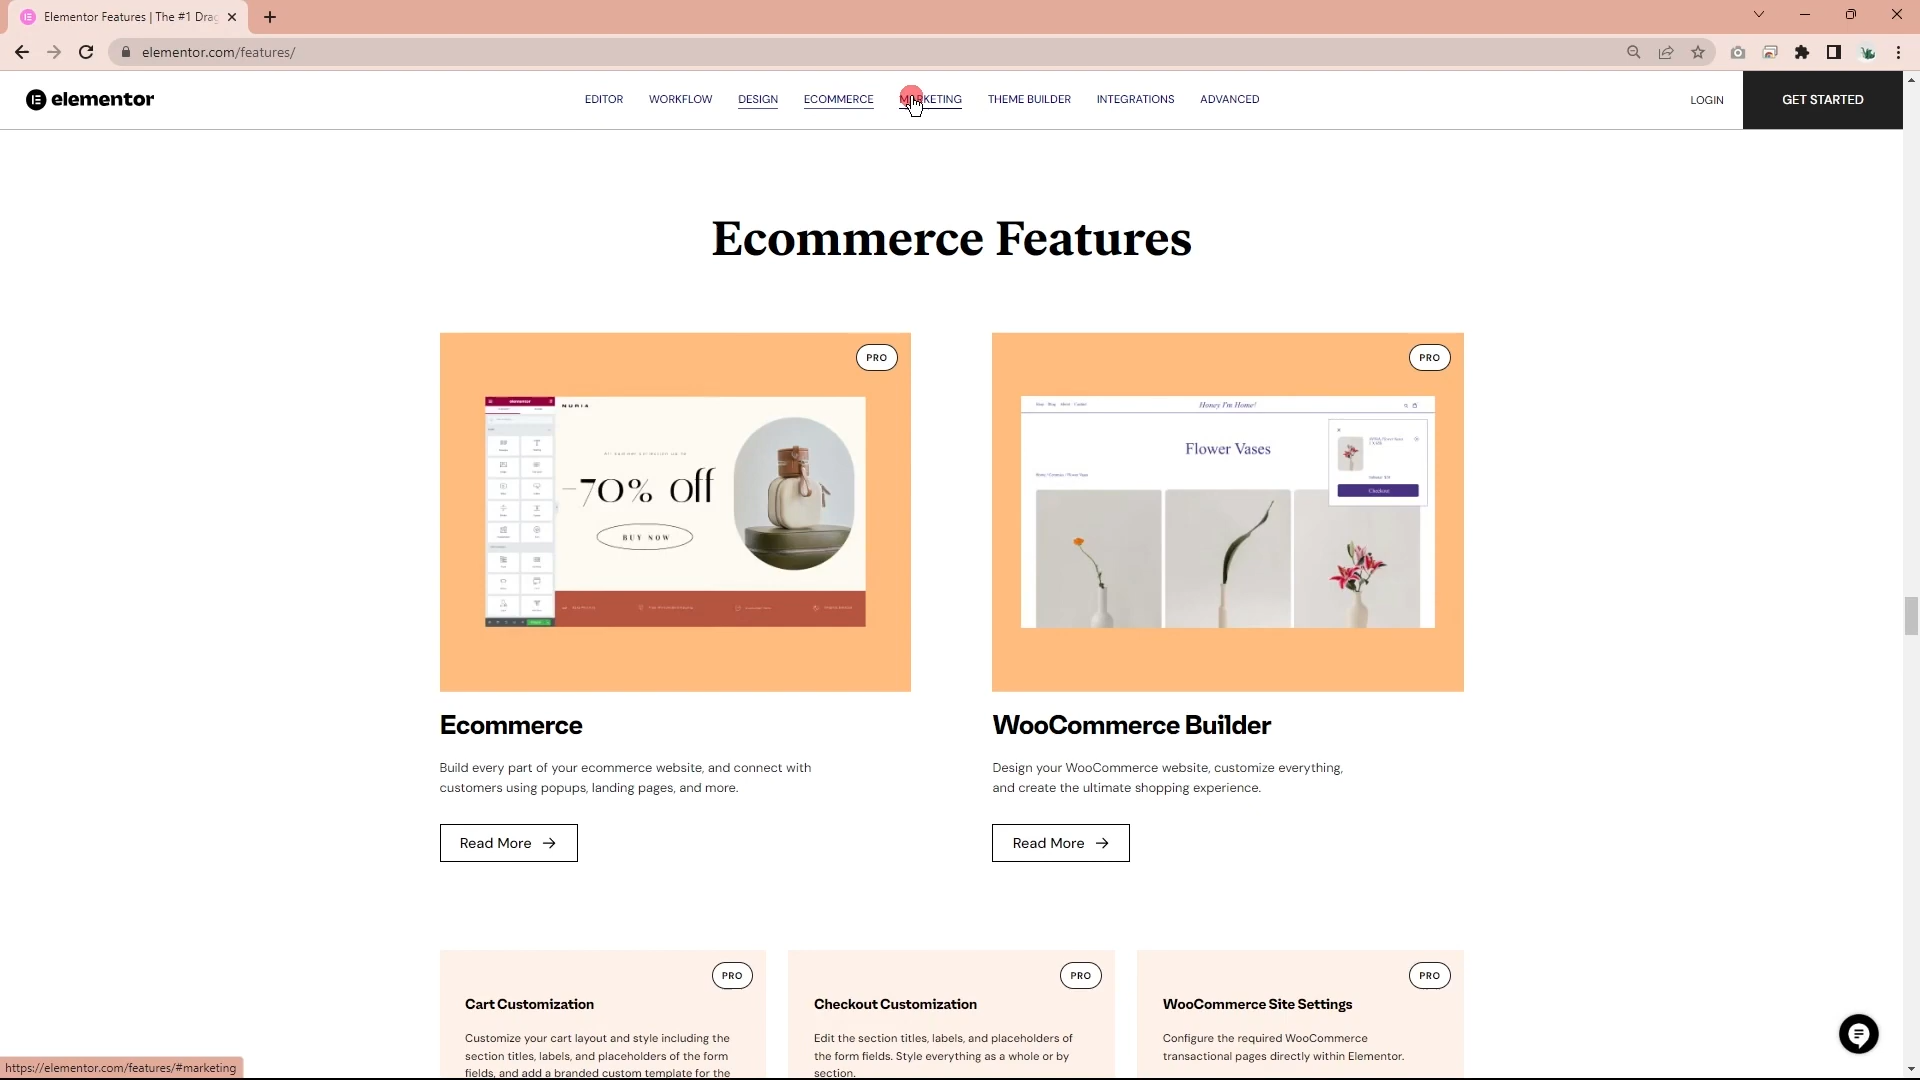 Elementor Features | The #1 Drag
elementor.com/features/
elementor
EDITOR WORKFLOW DESIGN ECOMMERCE MARKETING THEME BUILDER INTEGRATIONS ADVANCED
LOGIN GET STARTED
Ecommerce Features
PRO
elementor
NURIA
-70% off
BUY NOW
PRO
Honey I'm Home!
Flower Vases
Checkout
Ecommerce
Build every part of your ecommerce website, and connect with
customers using popups, landing pages, and more.
Read More
WooCommerce Builder
Design your WooCommerce website, customize everything,
and create the ultimate shopping experience.
Read More
PRO
Cart Customization
Customize your cart layout and style including the
section titles, labels, and placeholders of the form
fields, and add a branded custom template for the
PRO
Checkout Customization
Edit the section titles, labels, and placeholders of
the form fields. Style everything as a whole or by
section.
PRO
WooCommerce Site Settings
Configure the required WooCommerce
transactional pages directly within Elementor.
https://elementor.com/features/#marketing